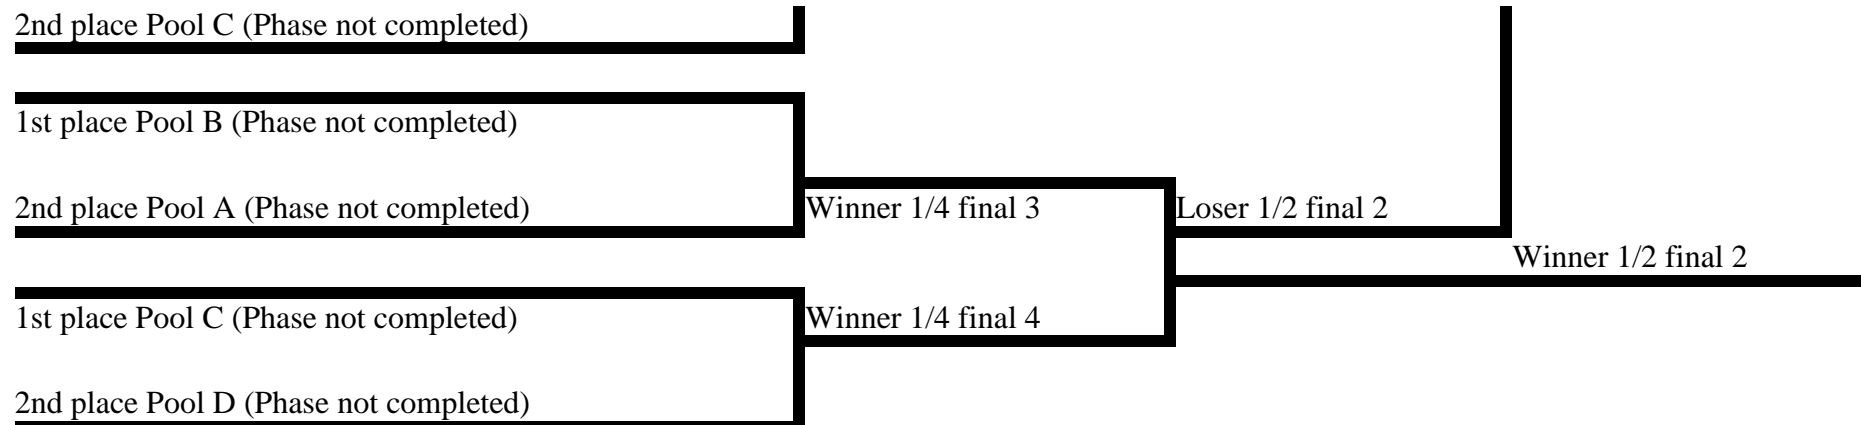 2nd place Pool C (Phase not completed)
1st place Pool B (Phase not completed)
2nd place Pool A (Phase not completed)
Winner 1/4 final 3
Loser 1/2 final 2
Winner 1/2 final 2
1st place Pool C (Phase not completed)
Winner 1/4 final 4
2nd place Pool D (Phase not completed)